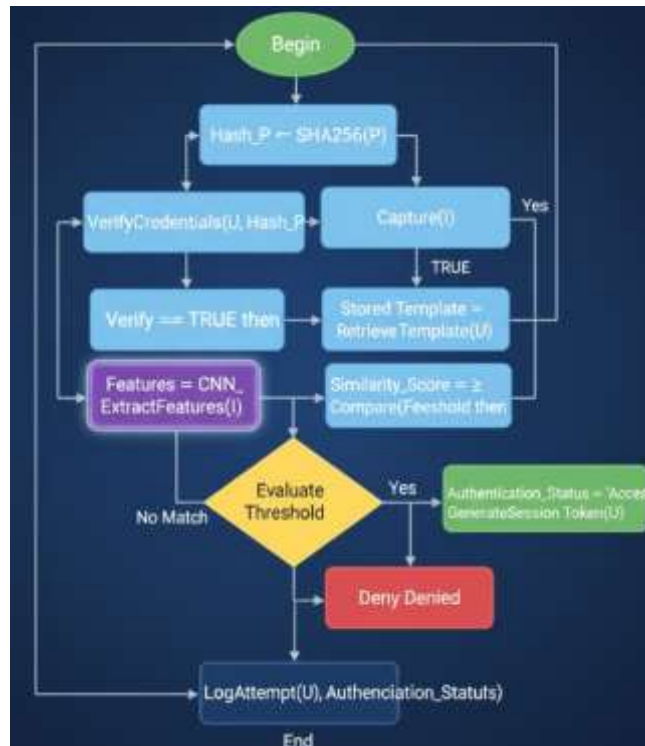 Begin
Hash_P ← SHA256(P)
VerifyCredentials(U, Hash_P
Capture(I)
Yes
TRUE
Verify == TRUE then
Stored Template =
RetrieveTemplate(U)
Features = CNN_
ExtractFeatures(I)
Similarity_Score = ≥
Compare(Feeshold then
Evaluate
Threshold
No Match
Yes
Authentication_Status = "Acce
GenerateSession Token(U)
Deny Denied
LogAttempt(U), Authenciation_Statuts)
End